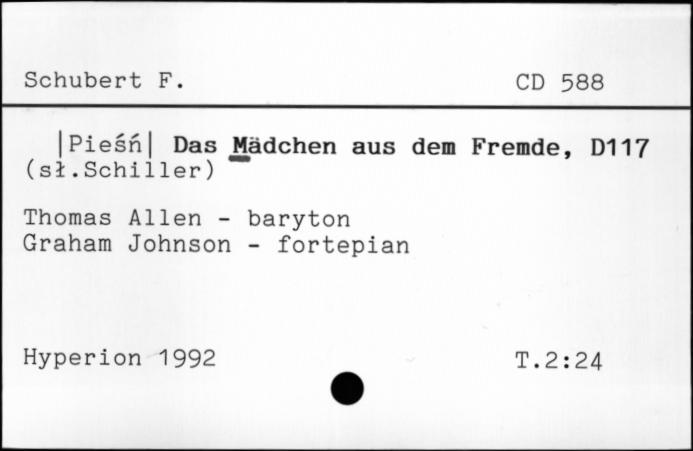 Schubert F. CD 588
|Pieśń| Das Mädchen aus dem Fremde, D117
(sł.Schiller)
Thomas Allen - baryton
Graham Johnson - fortepian
Hyperion 1992 T.2:24